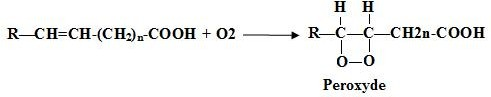 H H
R—CH=CH-(CH2)n-COOH + O2 R—C—C—CH2n-COOH
O—O
Peroxyde